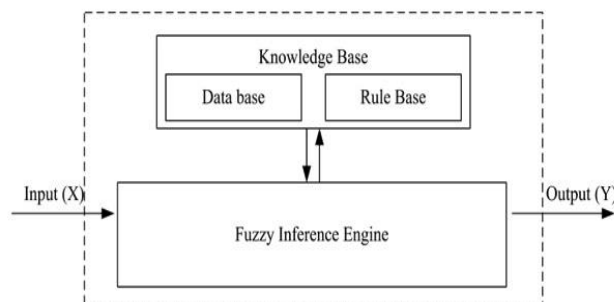 Knowledge Base
Data base
Rule Base
Input (X)
Output (Y)
Fuzzy Inference Engine